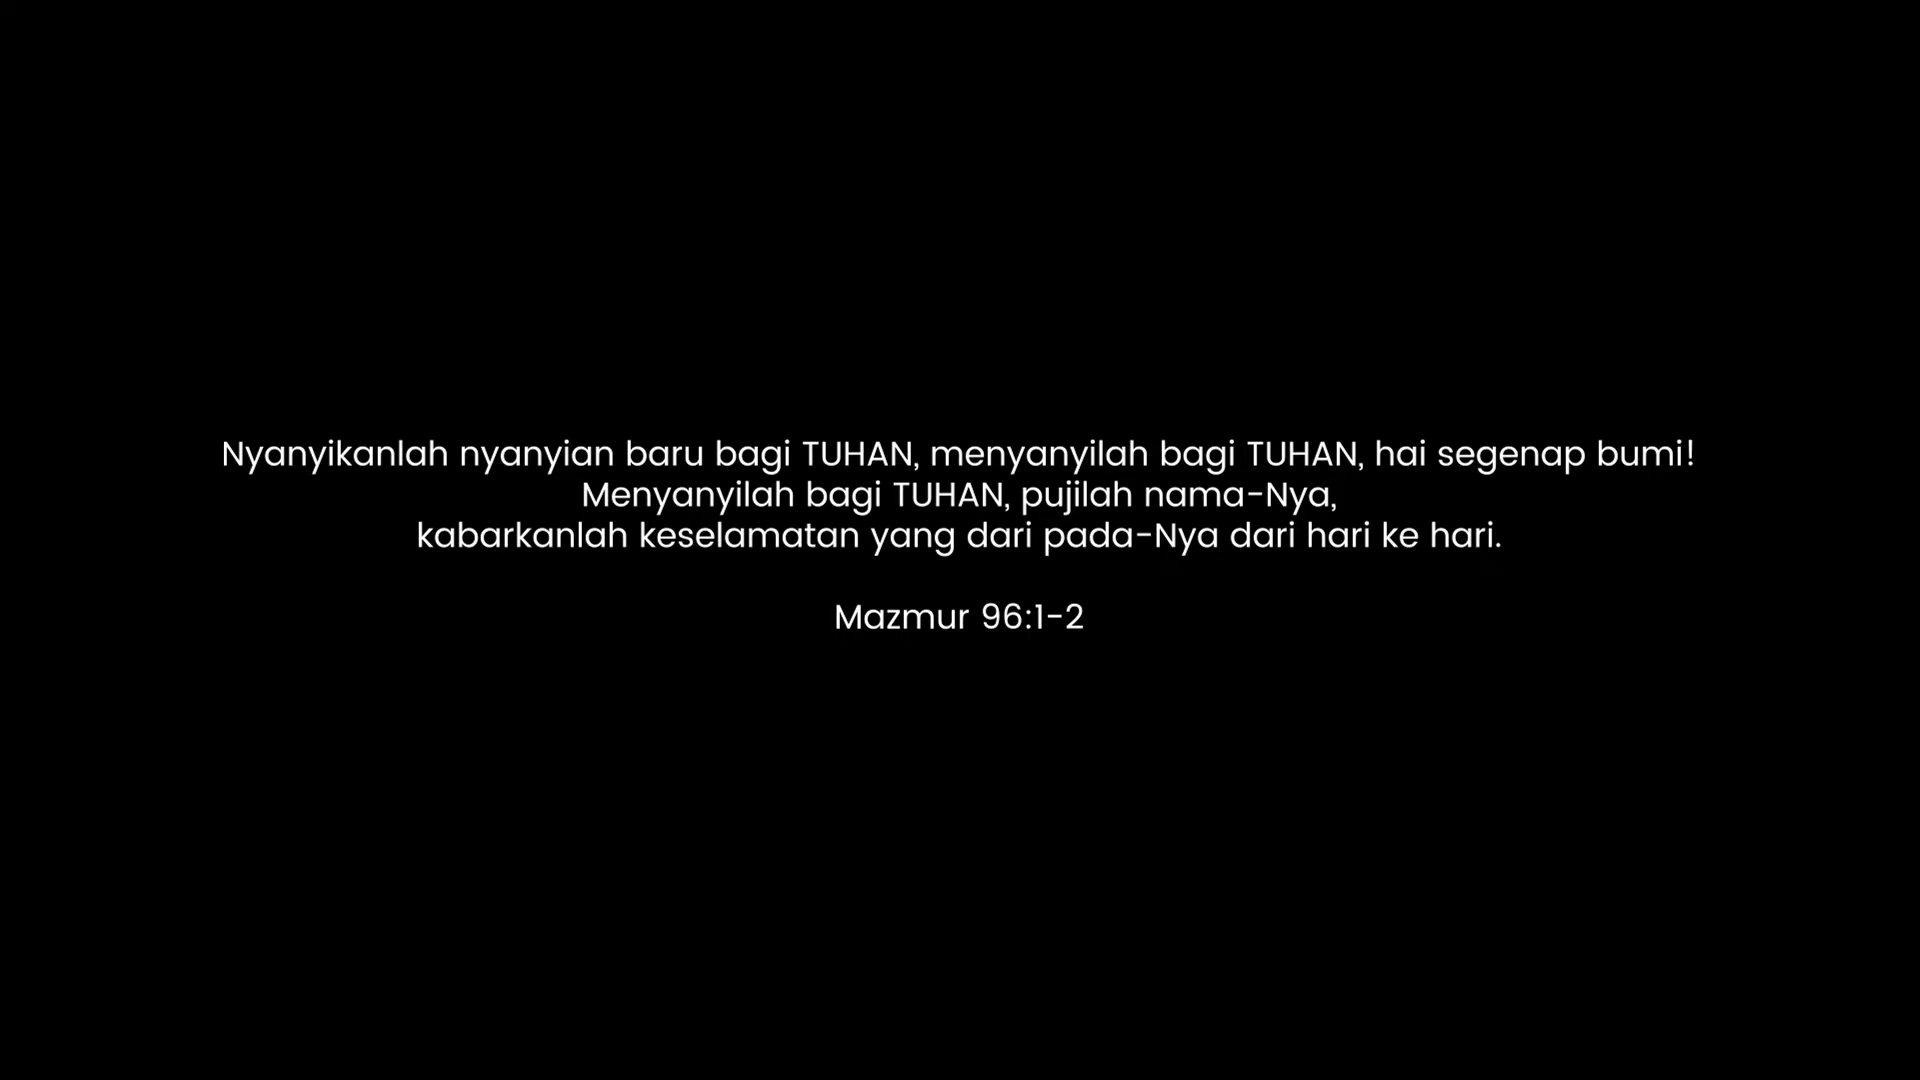 Nyanyikanlah nyanyian baru bagi TUHAN, menyanyilah bagi TUHAN, hai segenap bumi!
Menyanyilah bagi TUHAN, pujilah nama-Nya,
kabarkanlah keselamatan yang dari pada-Nya dari hari ke hari.
Mazmur 96:1-2